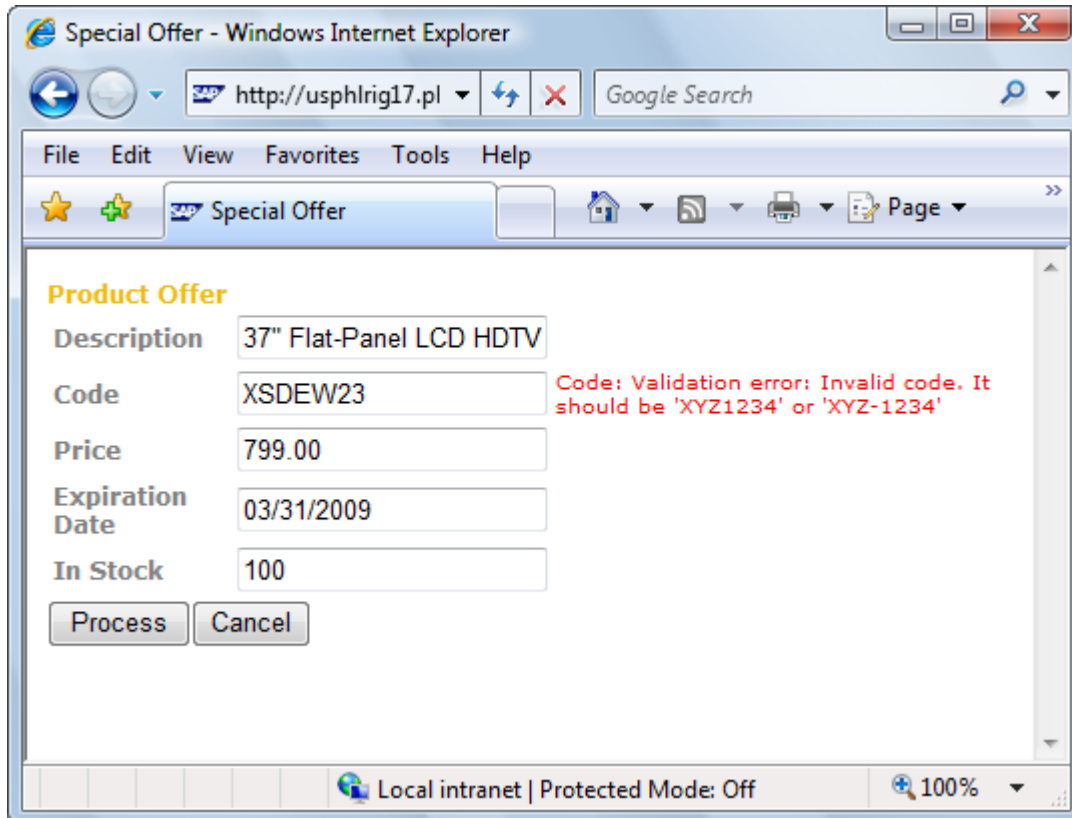 Special Offer - Windows Internet Explorer
SAP http://usphlrig17.pl Google Search
File Edit View Favorites Tools Help
SAP Special Offer Page
Product Offer
Description 37" Flat-Panel LCD HDTV
Code XSDEW23 Code: Validation error: Invalid code. It
should be 'XYZ1234' or 'XYZ-1234'
Price 799.00
Expiration
Date 03/31/2009
In Stock 100
Process Cancel
Local intranet | Protected Mode: Off 100%